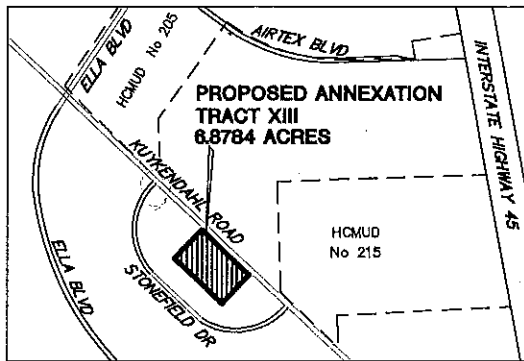 ELLA BLVD
HCMUD No 205
AIRTEX BLVD
INTERSTATE HIGHWAY 45
PROPOSED ANNEXATION
TRACT XIII
6.8784 ACRES
KUYKENDAHL ROAD
HCMUD
No 215
ELLA BLVD
STONEFIELD DR